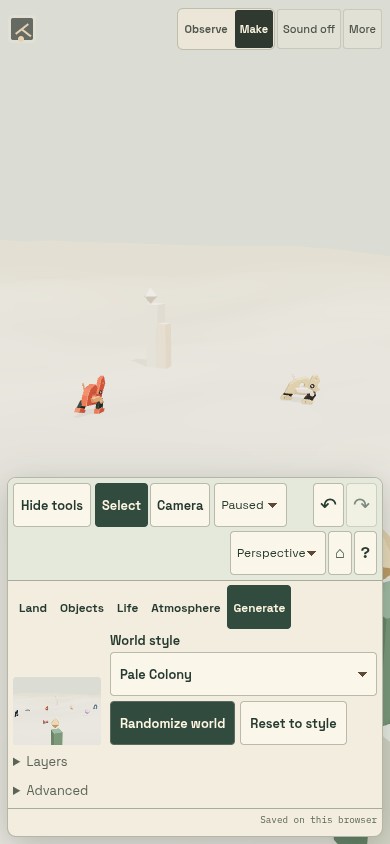 Observe Make Sound off More
Hide tools Select Camera Paused ↶ ↷
Perspective ⌂ ?
Land Objects Life Atmosphere Generate
World style
Pale Colony
Randomize world Reset to style
Layers
Advanced
Saved on this browser